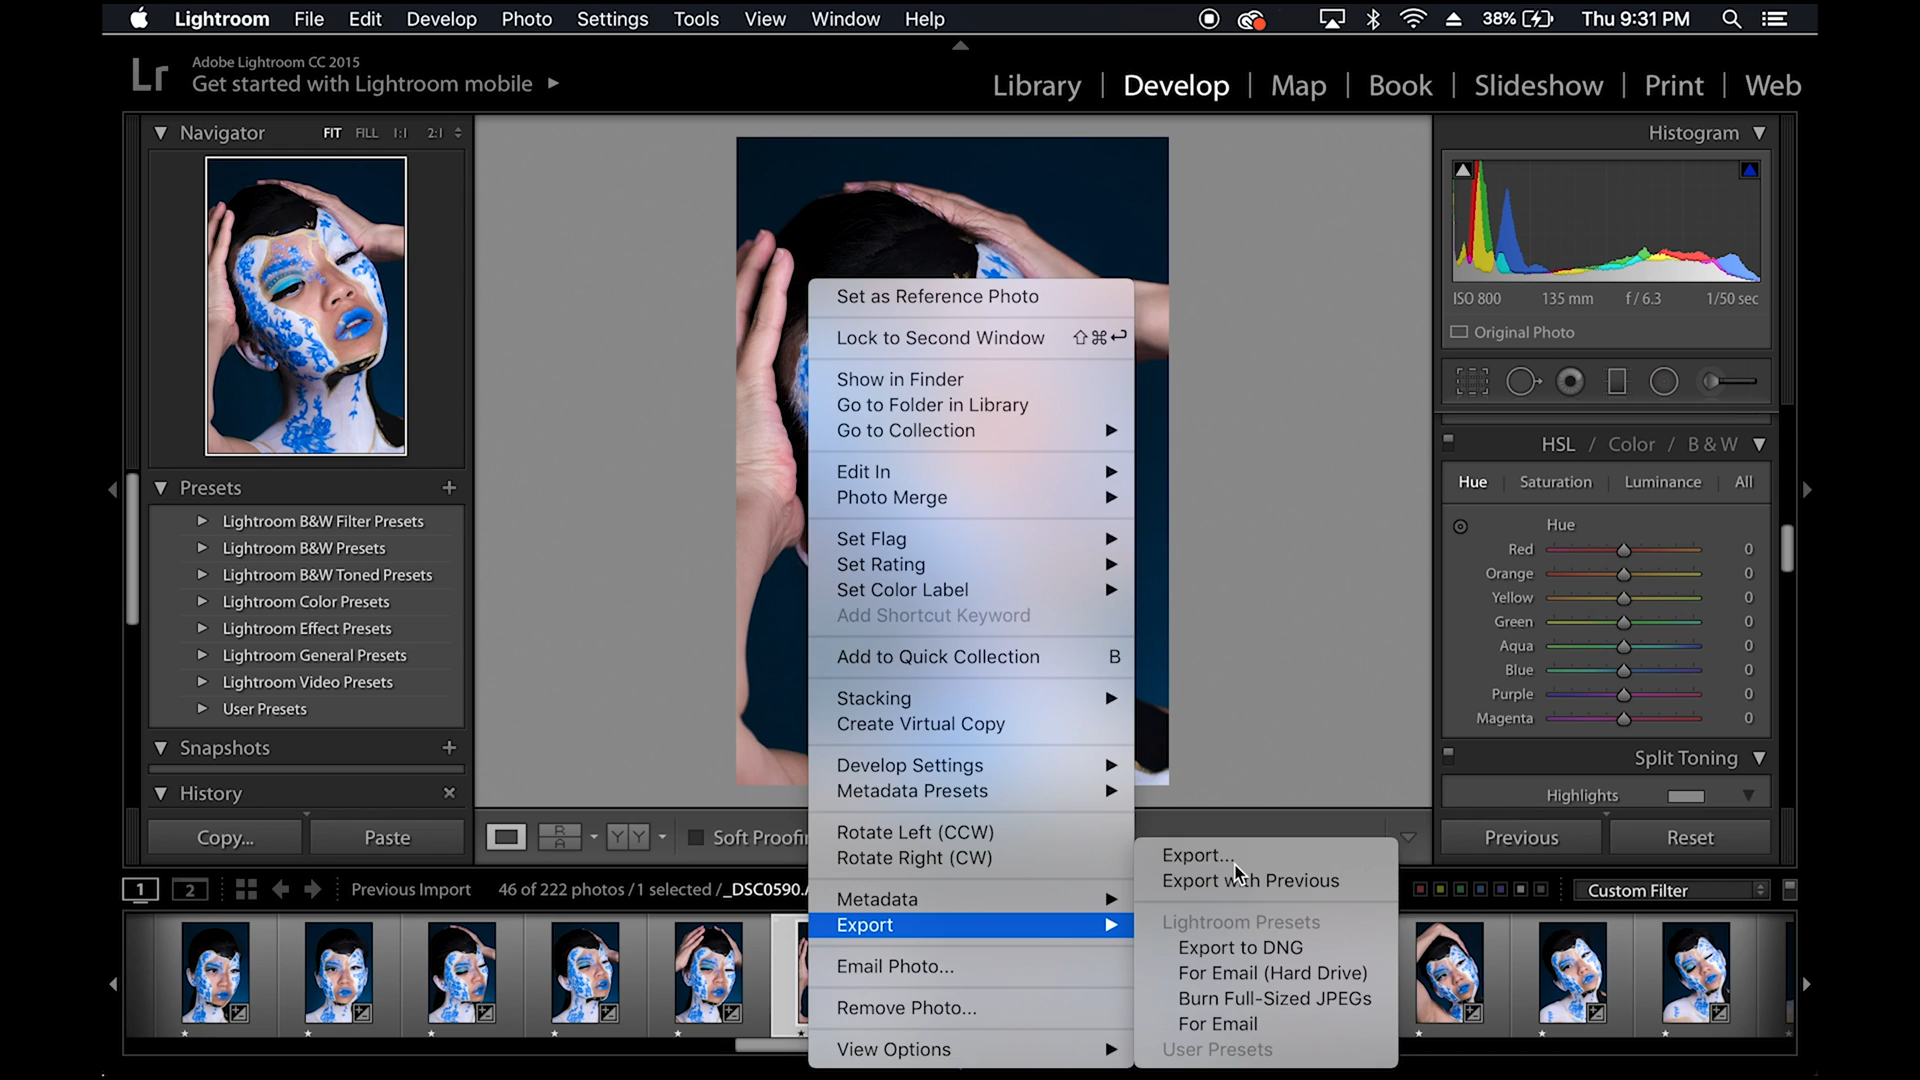 Lightroom File Edit Develop Photo Settings Tools View Window Help 38% Thu 9:31 PM
Lr Adobe Lightroom CC 2015
Get started with Lightroom mobile
Library | Develop | Map | Book | Slideshow | Print | Web
Navigator FIT FILL 1:1 2:1
Presets
Lightroom B&W Filter Presets
Lightroom B&W Presets
Lightroom B&W Toned Presets
Lightroom Color Presets
Lightroom Effect Presets
Lightroom General Presets
Lightroom Video Presets
User Presets
Snapshots
History
Copy... Paste
Set as Reference Photo
Lock to Second Window ⇧⌘↩
Show in Finder
Go to Folder in Library
Go to Collection
Edit In
Photo Merge
Set Flag
Set Rating
Set Color Label
Add Shortcut Keyword
Add to Quick Collection B
Stacking
Create Virtual Copy
Develop Settings
Metadata Presets
Rotate Left (CCW)
Rotate Right (CW)
Metadata
Export
Email Photo...
Remove Photo...
View Options
Export...
Export with Previous
Lightroom Presets
Export to DNG
For Email (Hard Drive)
Burn Full-Sized JPEGs
For Email
User Presets
Histogram
ISO 800 135 mm f / 6.3 1/50 sec
Original Photo
HSL / Color / B & W
Hue Saturation Luminance All
Hue
Red 0
Orange 0
Yellow 0
Green 0
Aqua 0
Blue 0
Purple 0
Magenta 0
Split Toning
Highlights
Previous Reset
R A Y Y Soft Proofin
1 2 Previous Import 46 of 222 photos / 1 selected / _DSC0590. Custom Filter